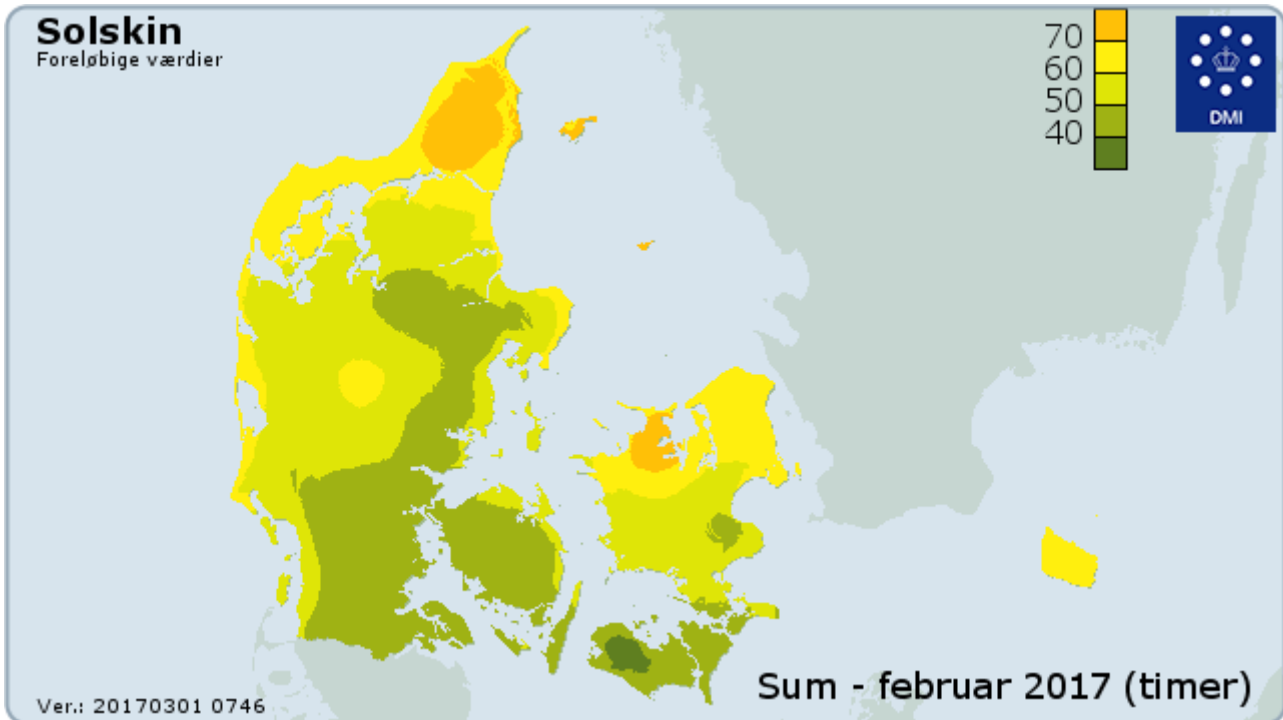 Solskin
Foreløbige værdier
70
60
50
40
DMI
Sum - februar 2017 (timer)
Ver.: 20170301 0746